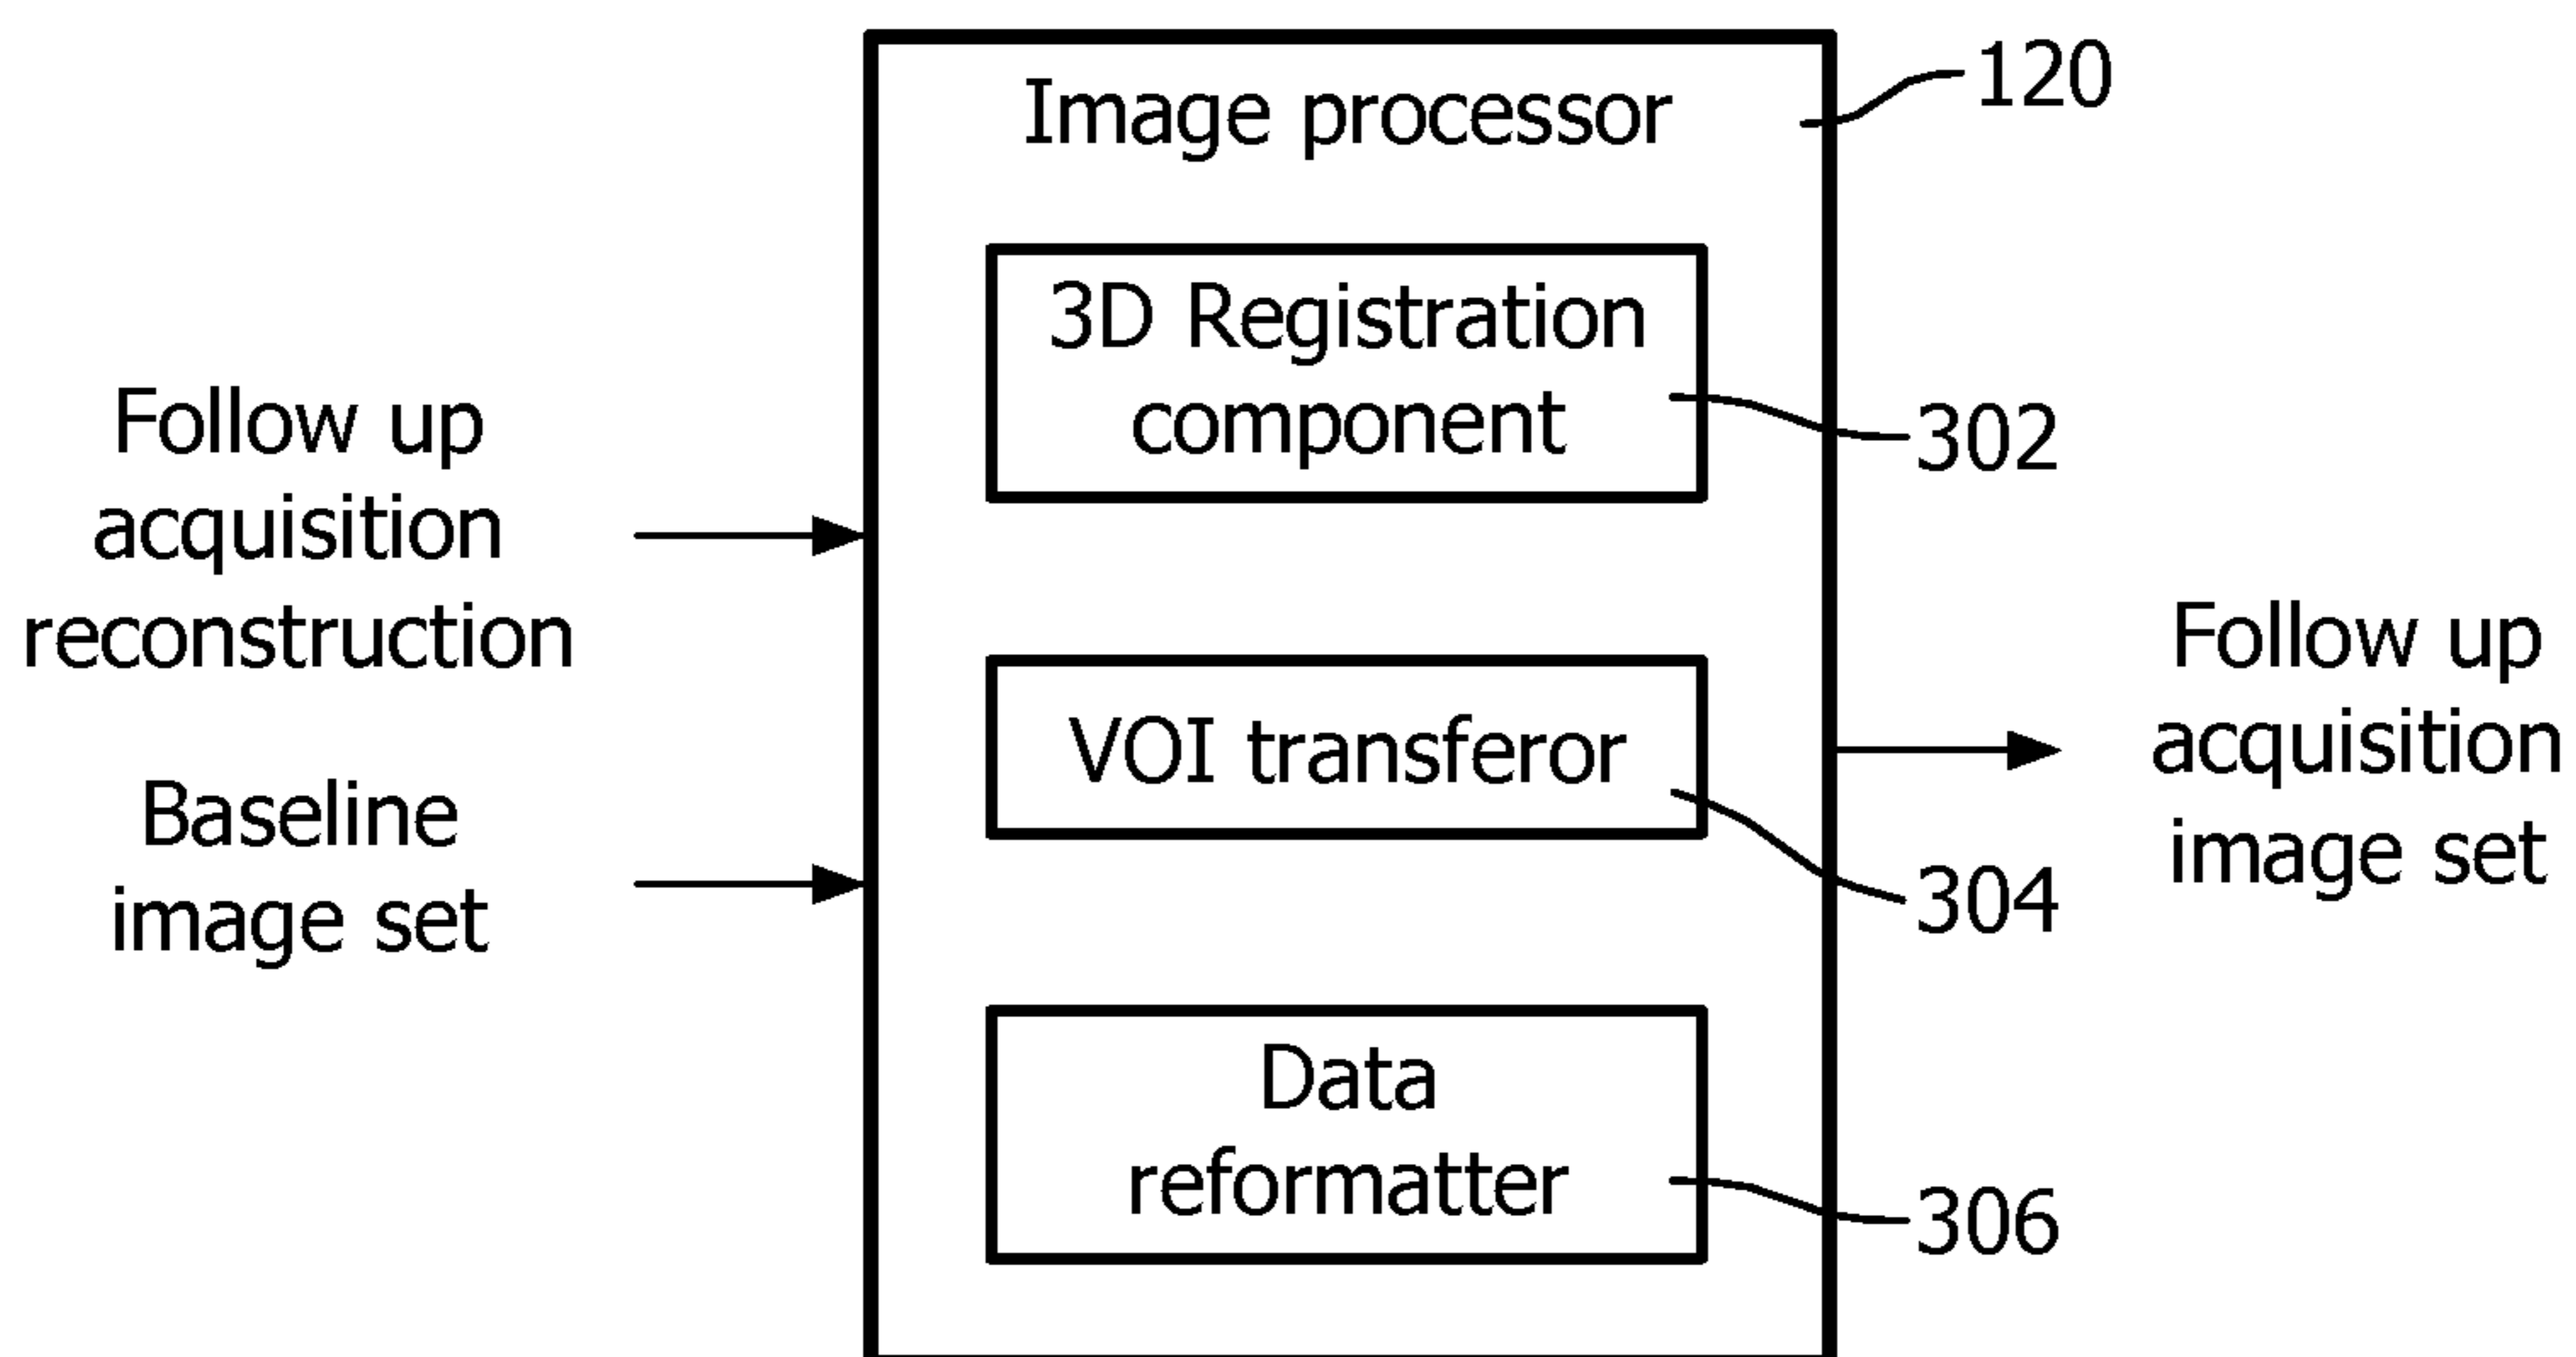 Image processor
120
3D Registration
component
302
Follow up
acquisition
reconstruction
VOI transferor
304
Baseline
image set
Follow up
acquisition
image set
Data
reformatter
306